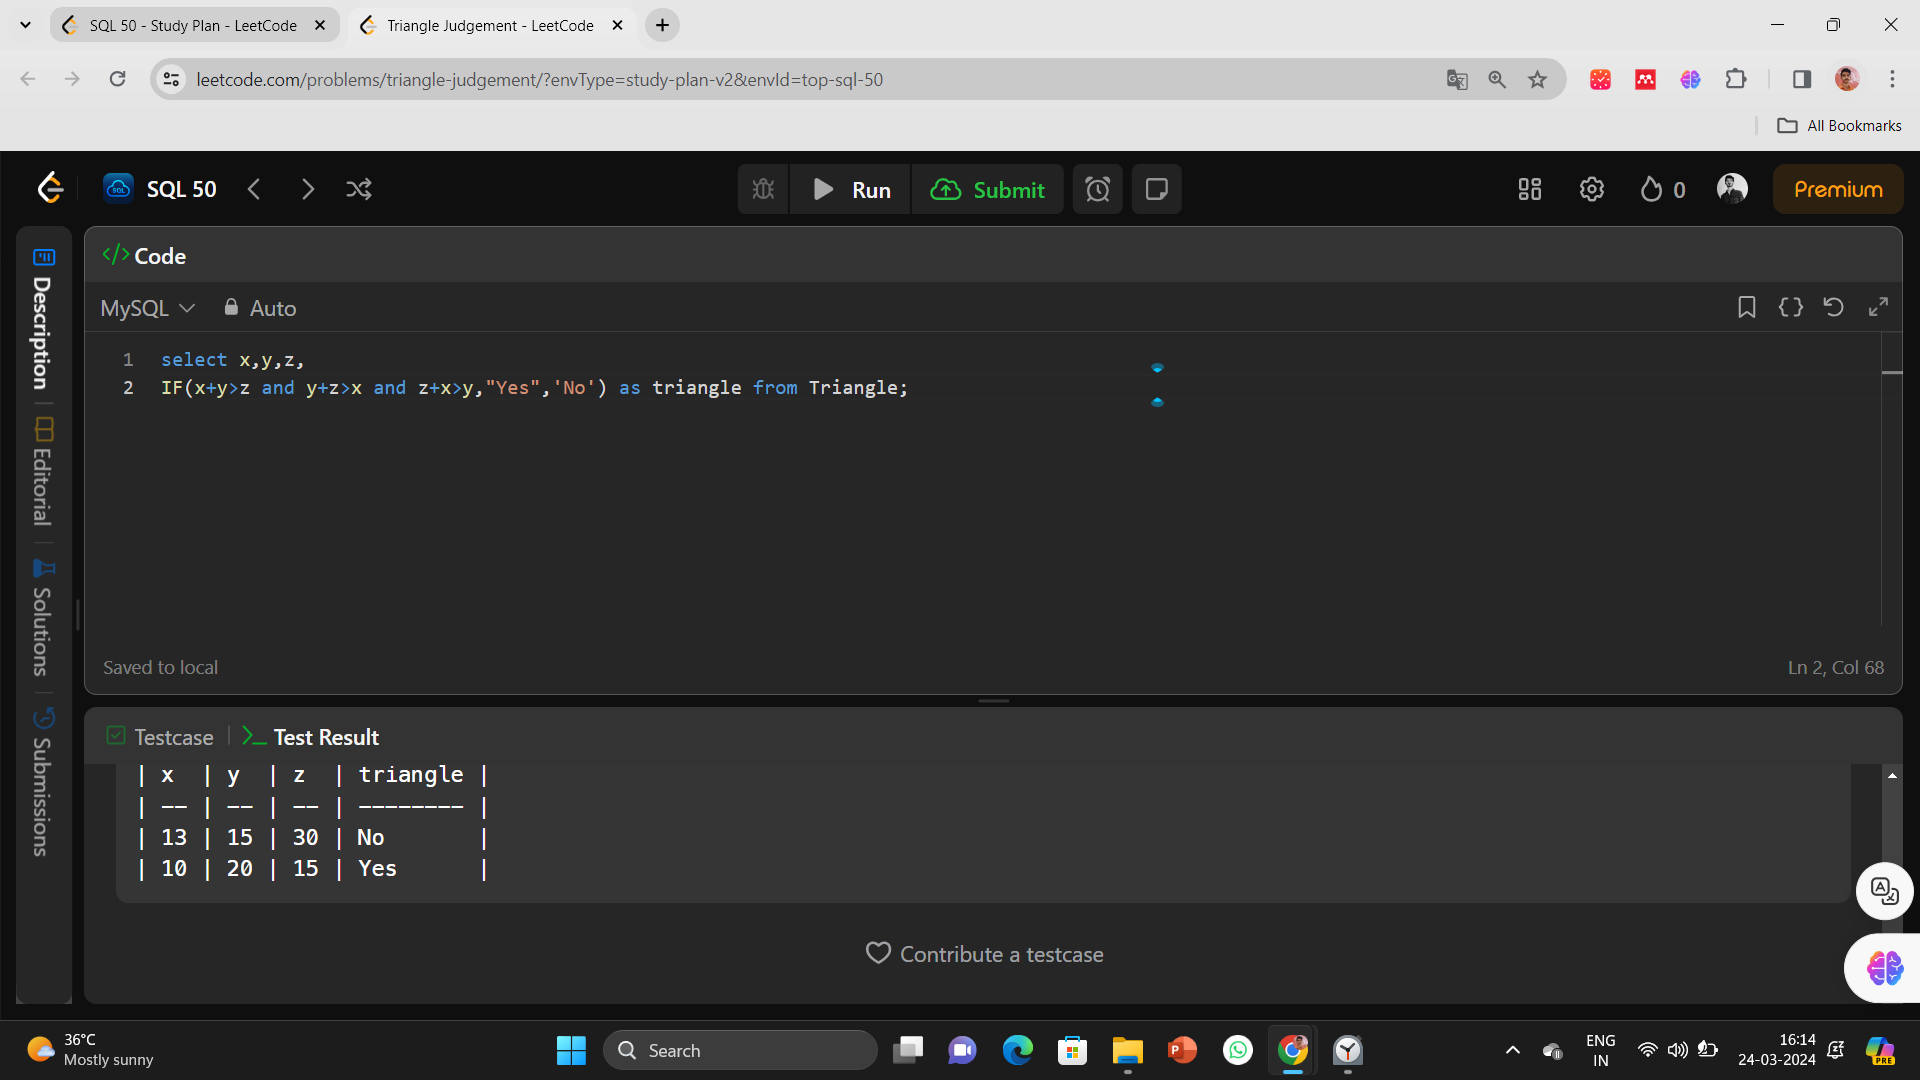 SQL 50 - Study Plan - LeetCode
Triangle Judgement - LeetCode
leetcode.com/problems/triangle-judgement/?envType=study-plan-v2&envId=top-sql-50
All Bookmarks
SQL 50
Run
Submit
0
Premium
Description
Editorial
Solutions
Submissions
</> Code
MySQL
Auto
1 select x,y,z,
2 IF(x+y>z and y+z>x and z+x>y,"Yes",'No') as triangle from Triangle;
Saved to local
Ln 2, Col 68
Testcase
Test Result
| x | y | z | triangle |
| -- | -- | -- | -------- |
| 13 | 15 | 30 | No |
| 10 | 20 | 15 | Yes |
Contribute a testcase
36°C
Mostly sunny
Search
ENG
IN
16:14
24-03-2024
PRE